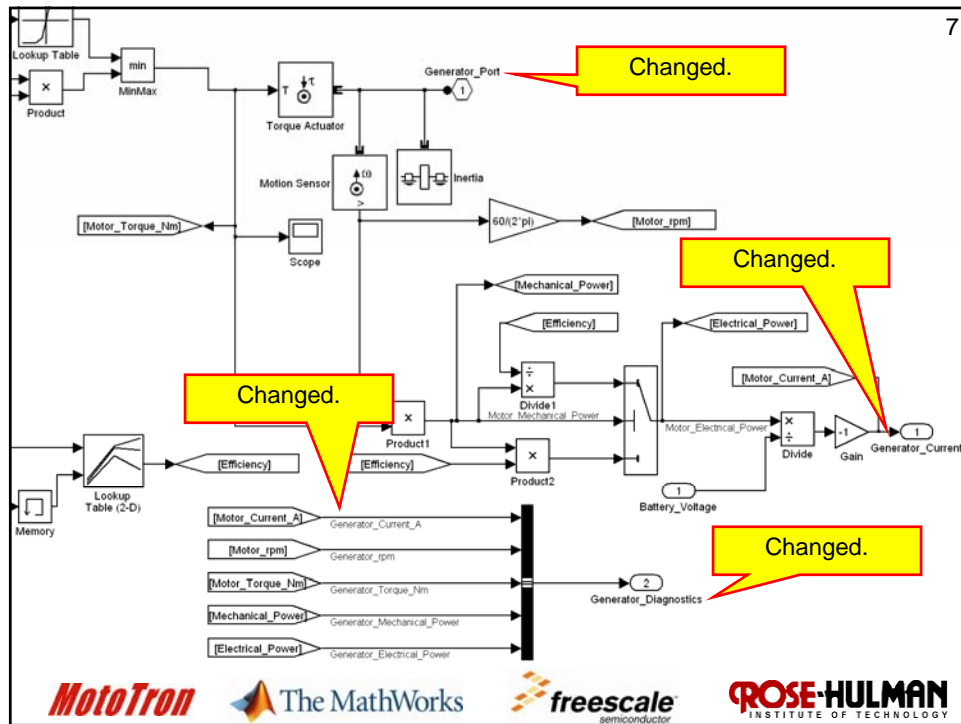 7
Lookup Table
×
Product
min
MinMax
T
τ
Torque Actuator
Generator_Port
1
Changed.
Motion Sensor
ω
>
Inertia
[Motor_Torque_Nm]
Scope
60/(2*pi)
[Motor_rpm]
Changed.
[Mechanical_Power]
[Efficiency]
[Electrical_Power]
÷
×
Divide1
[Motor_Current_A]
Changed.
×
Product1
Motor_Mechanical_Power
Motor_Electrical_Power
×
÷
Divide
-1
Gain
1
Generator_Current
Lookup
Table (2-D)
[Efficiency]
[Efficiency]
×
Product2
1
Battery_Voltage
Memory
[Motor_Current_A]
Generator_Current_A
[Motor_rpm]
Generator_rpm
[Motor_Torque_Nm]
Generator_Torque_Nm
[Mechanical_Power]
Generator_Mechanical_Power
[Electrical_Power]
Generator_Electrical_Power
2
Generator_Diagnostics
Changed.
MotoTron
The MathWorks
freescale™
semiconductor
ROSE-HULMAN
INSTITUTE OF TECHNOLOGY